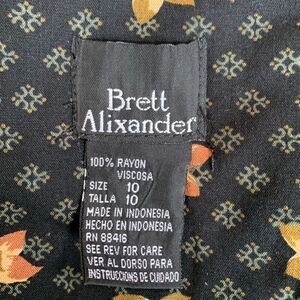 Brett
Alixander
100% RAYON
VISCOSA
SIZE 10
TALLA 10
MADE IN INDONESIA
HECHO EN INDONESIA
RN 88416
SEE REV FOR CARE
VER AL DORSO PARA
INSTRUCCIONS DE CUIDADO